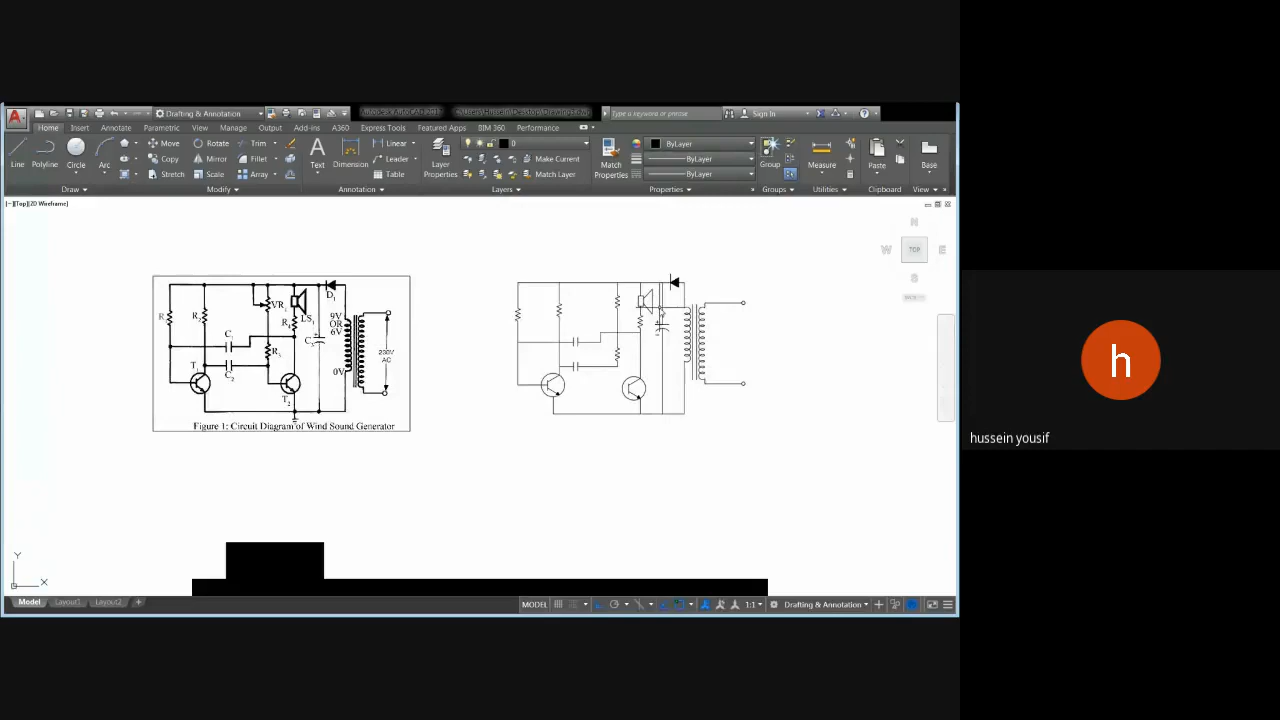 A Drafting & Annotation Type a keyword or phrase Sign In
Home Insert Annotate Parametric View Manage Output Add-ins A360 Express Tools Featured Apps BIM 360 Performance
Line Polyline Circle Arc Move Rotate Trim Text Dimension Linear Layer Properties 0 Match Properties ByLayer Group Measure Paste Base
Copy Mirror Fillet Leader Make Current ByLayer
Stretch Scale Array Table Match Layer ByLayer
Draw Modify Annotation Layers Properties Groups Utilities Clipboard View
[−][Top][2D Wireframe]
N
W TOP E
S
R R2 VR LS1 D1
R4
9V
OR
6V
C1 C3
R3 230V
AC
T1 C2 0V
T2
Figure 1: Circuit Diagram of Wind Sound Generator
h
hussein yousif
Y
X
Model Layout1 Layout2 + MODEL 1:1 Drafting & Annotation